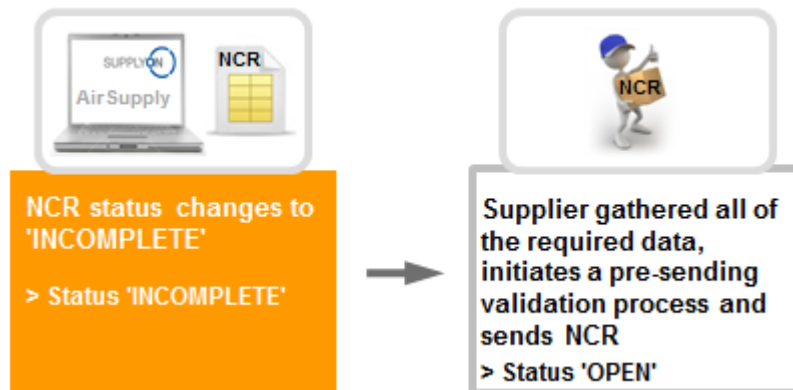 SUPPLYON
AirSupply
NCR
NCR status changes to
'INCOMPLETE'
> Status 'INCOMPLETE'
NCR
Supplier gathered all of
the required data,
initiates a pre-sending
validation process and
sends NCR
> Status 'OPEN'